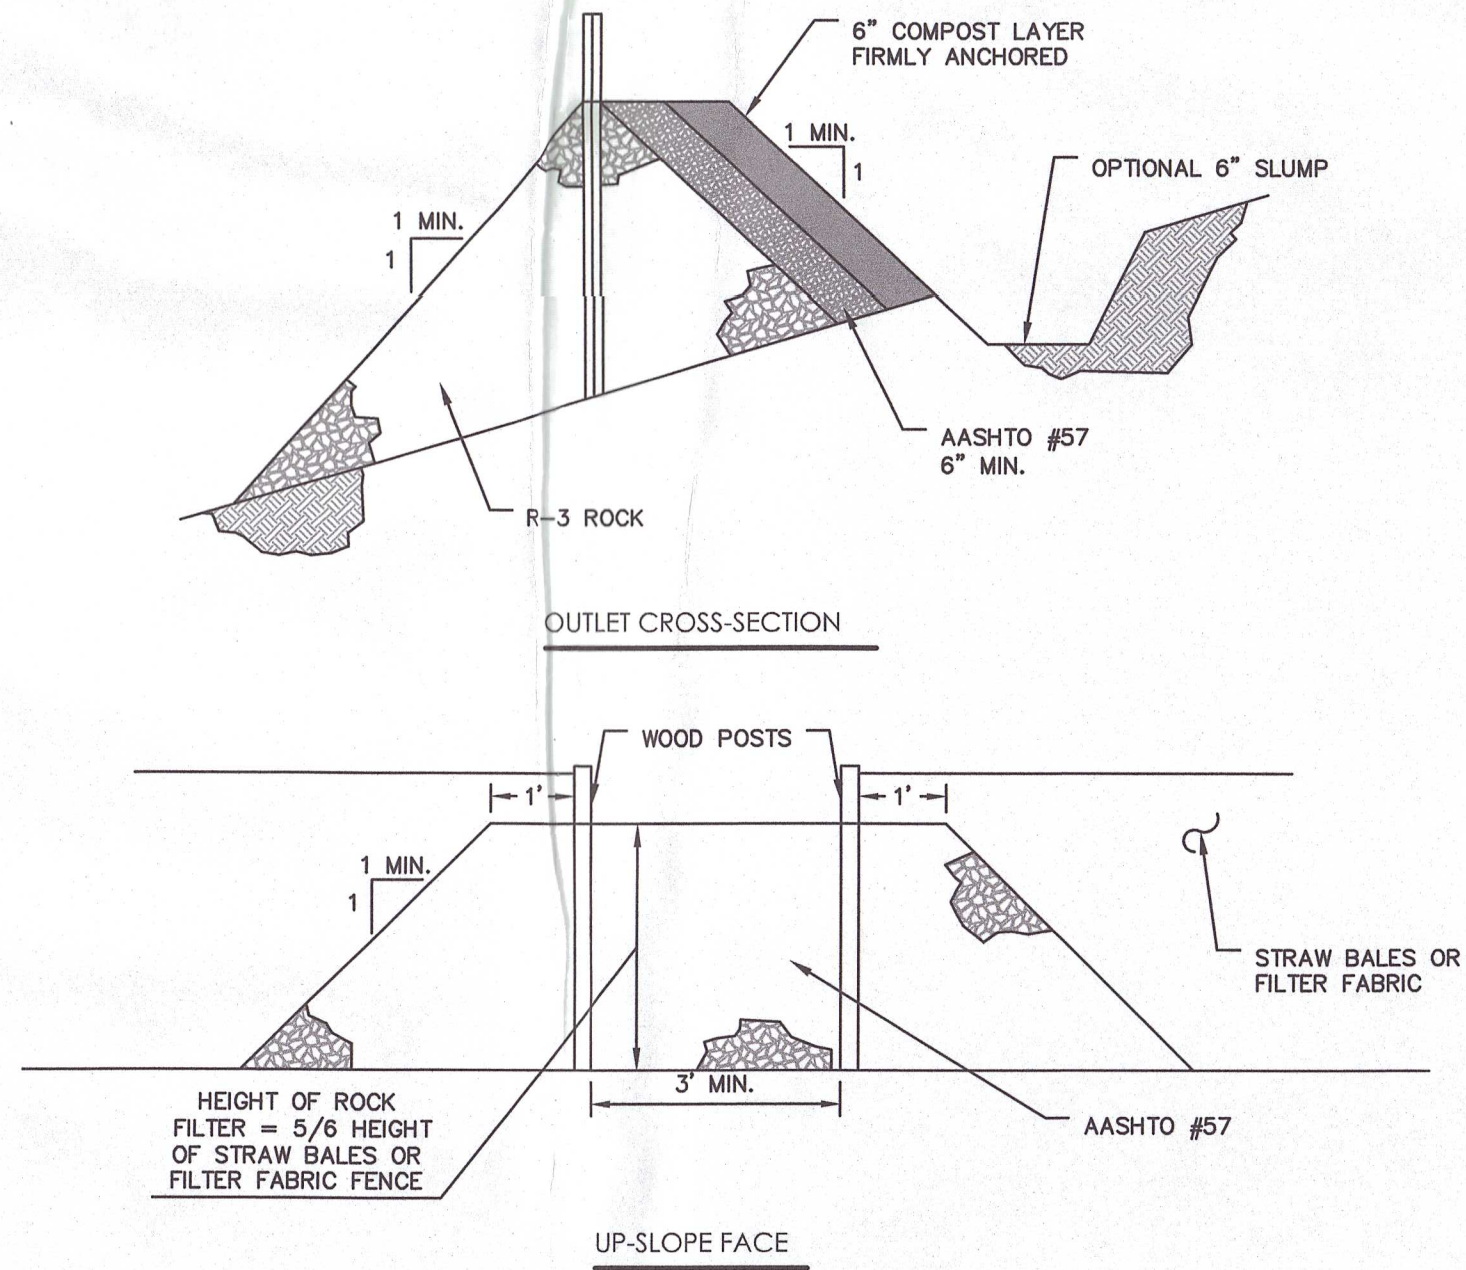 6” COMPOST LAYER
FIRMLY ANCHORED
1 MIN.
1
OPTIONAL 6” SLUMP
1 MIN.
1
AASHTO #57
6” MIN.
R-3 ROCK
OUTLET CROSS-SECTION
WOOD POSTS
1'
1'
1 MIN.
1
STRAW BALES OR
FILTER FABRIC
3' MIN.
HEIGHT OF ROCK
FILTER = 5/6 HEIGHT
OF STRAW BALES OR
FILTER FABRIC FENCE
AASHTO #57
UP-SLOPE FACE